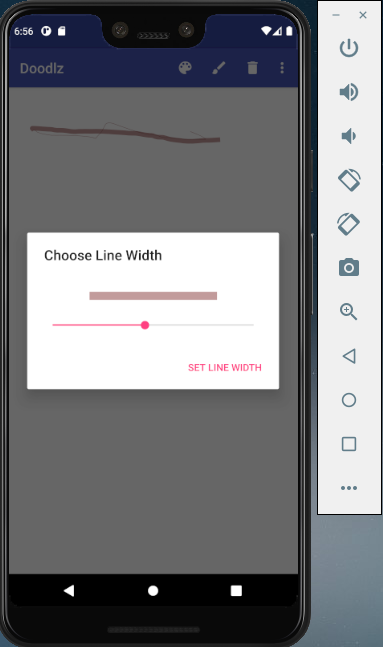 6:56
Doodlz
Choose Line Width
SET LINE WIDTH